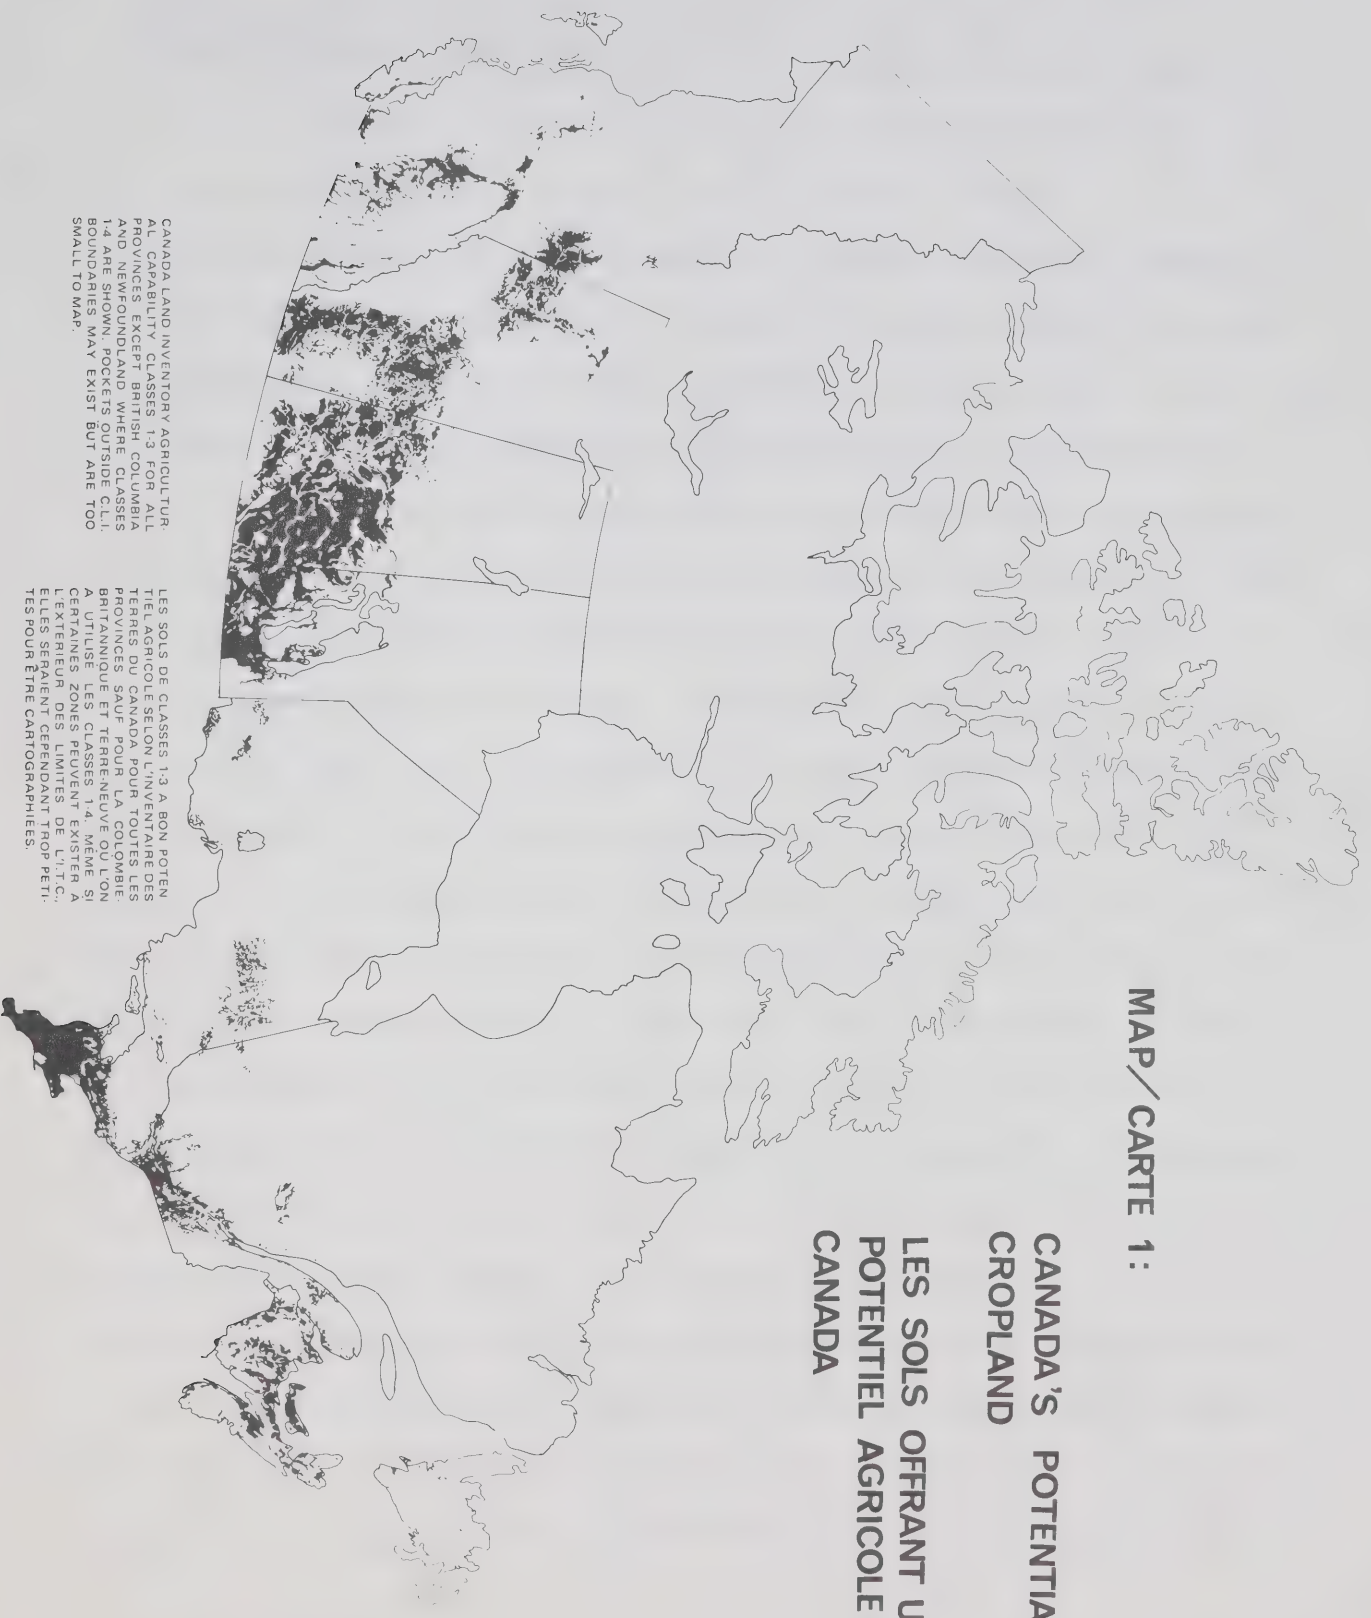 MAP/CARTE 1:
CANADA'S POTENTIA
CROPLAND
LES SOLS OFFRANT U
POTENTIEL AGRICOLE
CANADA
CANADA LAND INVENTORY AGRICULTUR-
AL CAPABILITY CLASSES 1-3 FOR ALL
PROVINCES EXCEPT BRITISH COLUMBIA
AND NEWFOUNDLAND WHERE CLASSES
1-4 ARE SHOWN. POCKETS OUTSIDE C.L.I.
BOUNDARIES MAY EXIST BUT ARE TOO
SMALL TO MAP.
LES SOLS DE CLASSES 1-3 A BON POTEN
TIEL AGRICOLE SELON L'INVENTAIRE DES
TERRES DU CANADA POUR TOUTES LES
PROVINCES SAUF POUR LA COLOMBIE-
BRITANNIQUE ET TERRE-NEUVE OÙ L'ON
A UTILISE LES CLASSES 1-4. MÊME SI
CERTAINES ZONES PEUVENT EXISTER A
L'EXTERIEUR DES LIMITES DE L'I.T.C.,
ELLES SERAIENT CEPENDANT TROP PETI-
TES POUR ÊTRE CARTOGRAPHIEES.